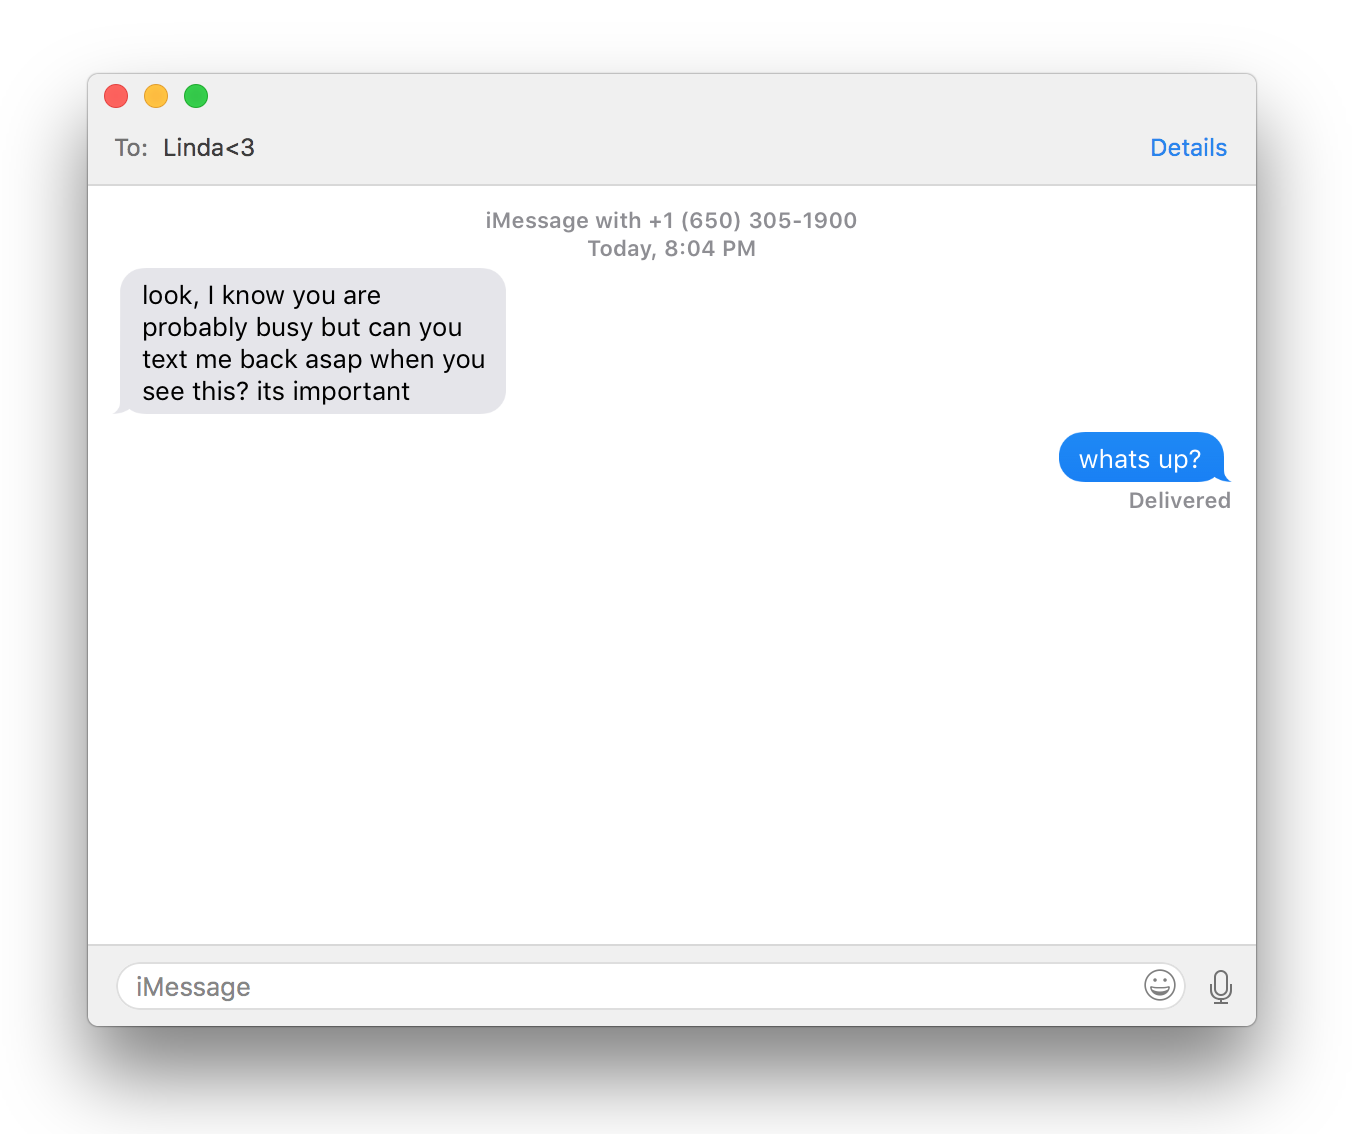 To: Linda<3 Details
iMessage with +1 (650) 305-1900
Today, 8:04 PM
look, I know you are
probably busy but can you
text me back asap when you
see this? its important
whats up?
Delivered
iMessage